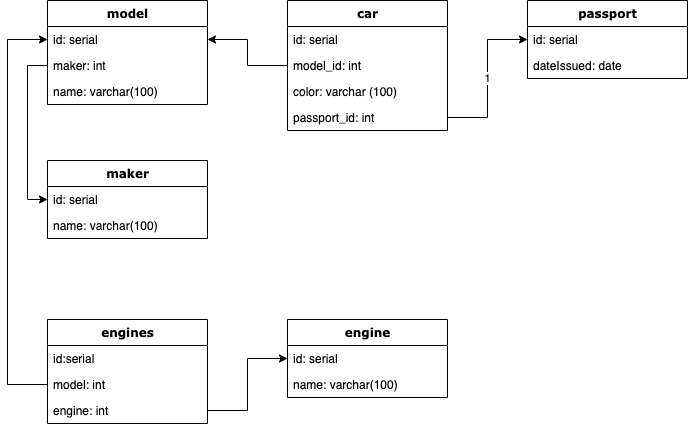 model
id: serial
maker: int
name: varchar(100)
car
id: serial
model_id: int
color: varchar (100)
passport_id: int
1
passport
id: serial
dateIssued: date
maker
id: serial
name: varchar(100)
engines
id:serial
model: int
engine: int
engine
id: serial
name: varchar(100)